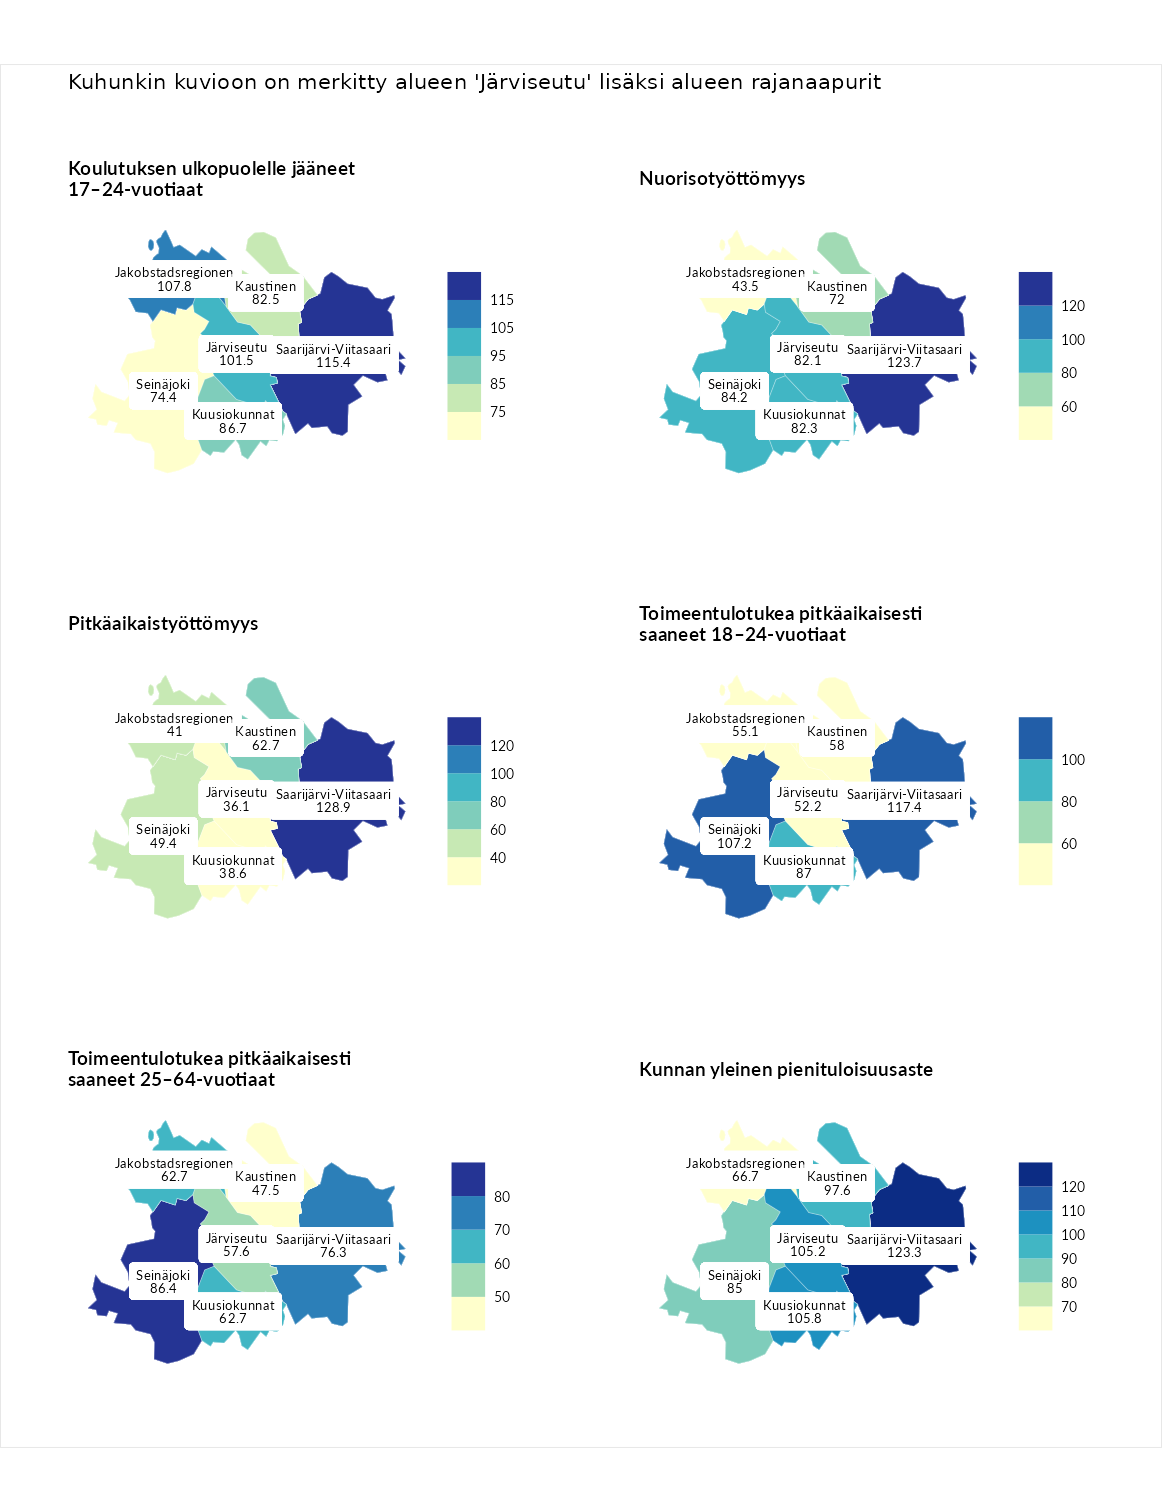 Kuhunkin kuvioon on merkitty alueen 'Järviseutu' lisäksi alueen rajanaapurit
Koulutuksen ulkopuolelle jääneet
17–24-vuotiaat
Jakobstadsregionen
107.8
Kaustinen
82.5
Järviseutu
101.5
Saarijärvi-Viitasaari
115.4
Seinäjoki
74.4
Kuusiokunnat
86.7
115
105
95
85
75
Nuorisotyöttömyys
Jakobstadsregionen
43.5
Kaustinen
72
Järviseutu
82.1
Saarijärvi-Viitasaari
123.7
Seinäjoki
84.2
Kuusiokunnat
82.3
120
100
80
60
Pitkäaikaistyöttömyys
Jakobstadsregionen
41
Kaustinen
62.7
Järviseutu
36.1
Saarijärvi-Viitasaari
128.9
Seinäjoki
49.4
Kuusiokunnat
38.6
120
100
80
60
40
Toimeentulotukea pitkäaikaisesti
saaneet 18–24-vuotiaat
Jakobstadsregionen
55.1
Kaustinen
58
Järviseutu
52.2
Saarijärvi-Viitasaari
117.4
Seinäjoki
107.2
Kuusiokunnat
87
100
80
60
Toimeentulotukea pitkäaikaisesti
saaneet 25–64-vuotiaat
Jakobstadsregionen
62.7
Kaustinen
47.5
Järviseutu
57.6
Saarijärvi-Viitasaari
76.3
Seinäjoki
86.4
Kuusiokunnat
62.7
80
70
60
50
Kunnan yleinen pienituloisuusaste
Jakobstadsregionen
66.7
Kaustinen
97.6
Järviseutu
105.2
Saarijärvi-Viitasaari
123.3
Seinäjoki
85
Kuusiokunnat
105.8
120
110
100
90
80
70